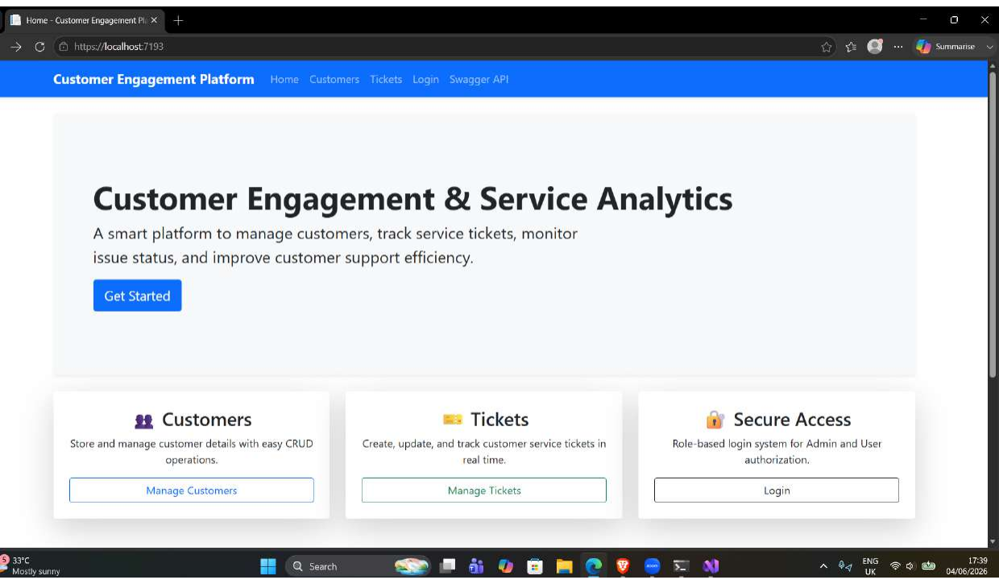 Home - Customer Engagement Pl
https://localhost:7193
Summarise
Customer Engagement Platform Home Customers Tickets Login Swagger API
Customer Engagement & Service Analytics
A smart platform to manage customers, track service tickets, monitor
issue status, and improve customer support efficiency.
Get Started
Customers
Store and manage customer details with easy CRUD
operations.
Manage Customers
Tickets
Create, update, and track customer service tickets in
real time.
Manage Tickets
Secure Access
Role-based login system for Admin and User
authorization.
Login
5
33°C
Mostly sunny
Search
zoom
ENG
UK
17:39
04/06/2026